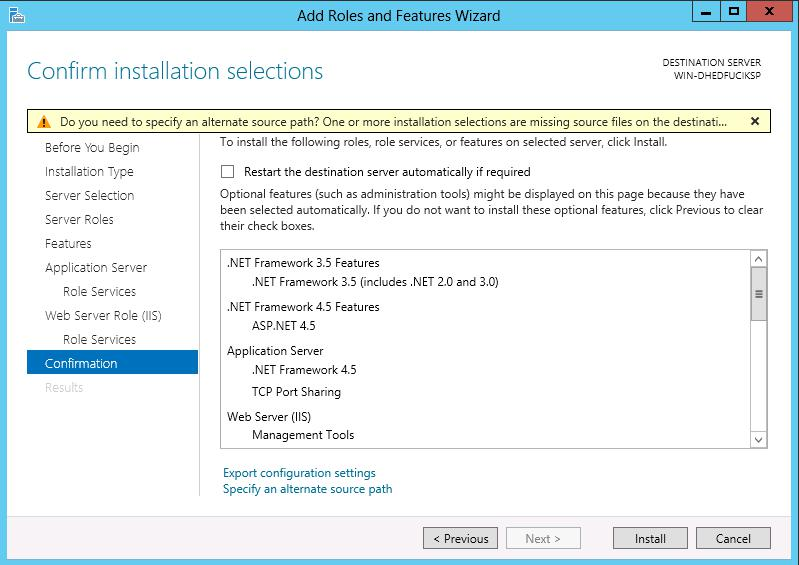 Add Roles and Features Wizard
Confirm installation selections
DESTINATION SERVER
WIN-DHEDFUCIKSP
Do you need to specify an alternate source path? One or more installation selections are missing source files on the destinati...
Before You Begin
Installation Type
Server Selection
Server Roles
Features
Application Server
Role Services
Web Server Role (IIS)
Role Services
Confirmation
Results
To install the following roles, role services, or features on selected server, click Install.
Restart the destination server automatically if required
Optional features (such as administration tools) might be displayed on this page because they have
been selected automatically. If you do not want to install these optional features, click Previous to clear
their check boxes.
.NET Framework 3.5 Features
.NET Framework 3.5 (includes .NET 2.0 and 3.0)
.NET Framework 4.5 Features
ASP.NET 4.5
Application Server
.NET Framework 4.5
TCP Port Sharing
Web Server (IIS)
Management Tools
Export configuration settings
Specify an alternate source path
< Previous
Next >
Install
Cancel